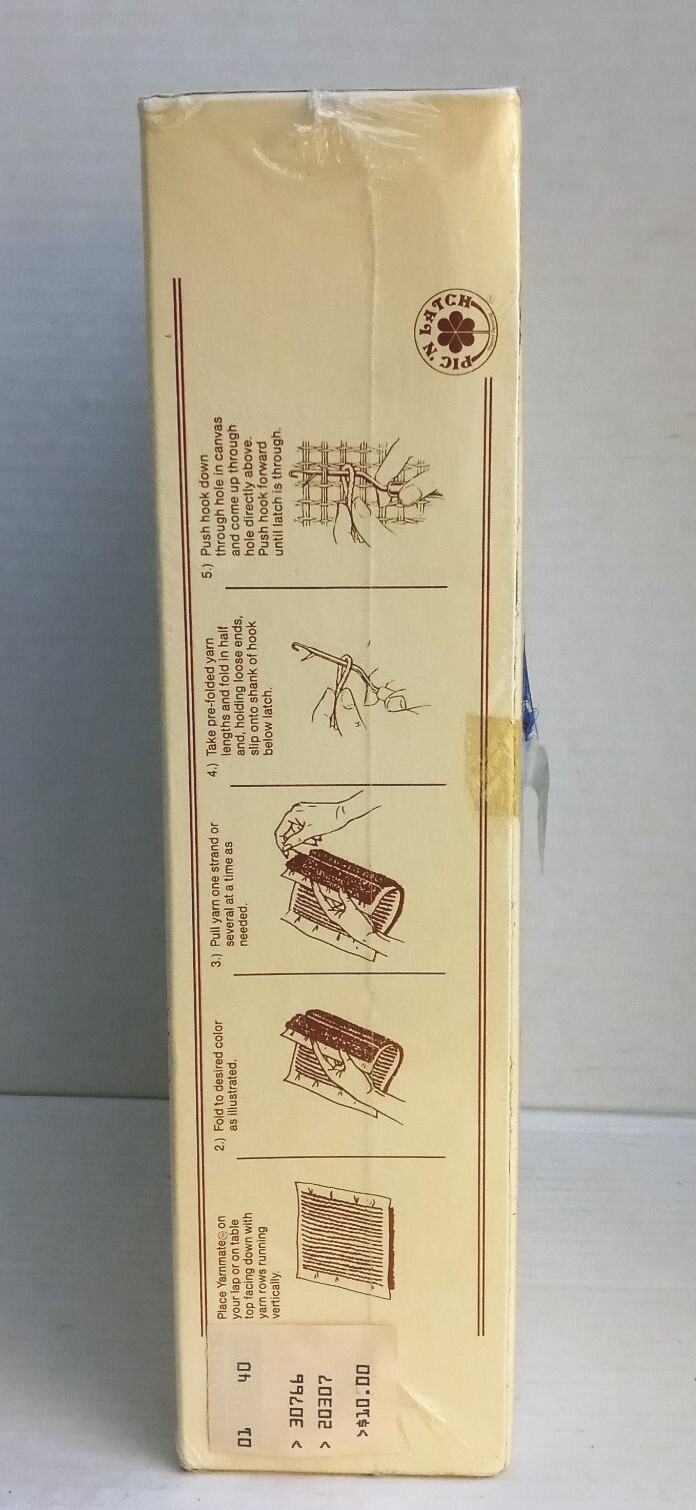 01 40
> 30766
> 20307
>$10.00
Place Yarnmate® on
your lap or on table
top facing down with
yarn rows running
vertically.
2.) Fold to desired color
as illustrated.
3.) Pull yarn one strand or
several at a time as
needed.
4.) Take pre-folded yarn
lengths and fold in half
and, holding loose ends,
slip onto shank of hook
below latch.
5.) Push hook down
through hole in canvas
and come up through
hole directly above.
Push hook forward
until latch is through.
PIC 'N LATCH